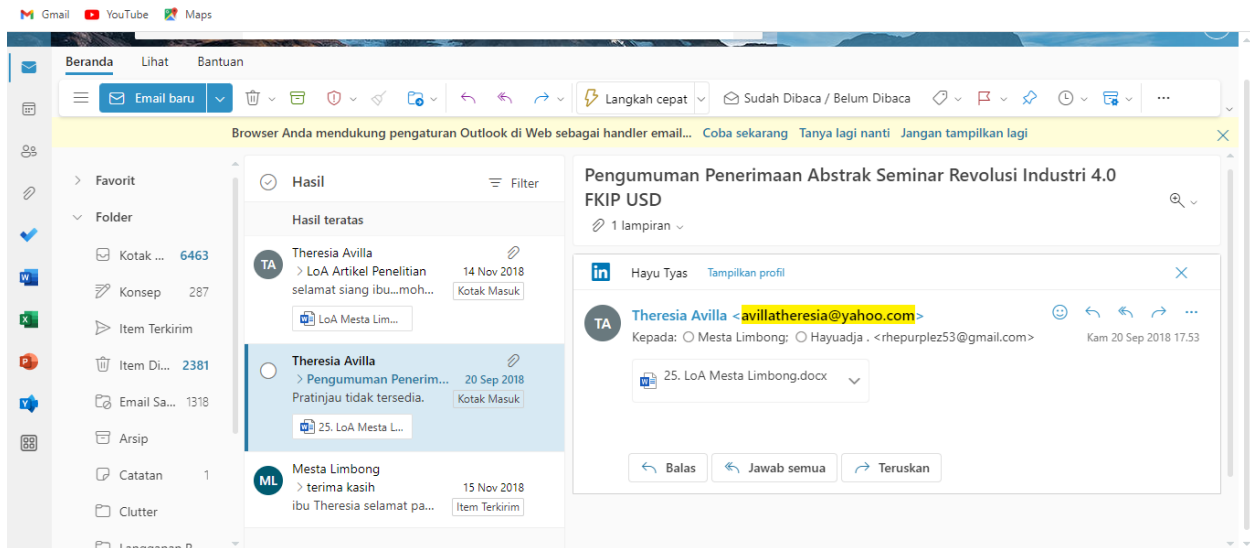 Gmail YouTube Maps
Beranda Lihat Bantuan
Email baru Langkah cepat Sudah Dibaca / Belum Dibaca
Browser Anda mendukung pengaturan Outlook di Web sebagai handler email... Coba sekarang Tanya lagi nanti Jangan tampilkan lagi
Favorit
Folder
Kotak ... 6463
Konsep 287
Item Terkirim
Item Di... 2381
Email Sa... 1318
Arsip
Catatan 1
Clutter
Hasil Filter
Hasil teratas
TA
Theresia Avilla
LoA Artikel Penelitian 14 Nov 2018
selamat siang ibu...moh... Kotak Masuk
LoA Mesta Lim...
Theresia Avilla
Pengumuman Penerim... 20 Sep 2018
Pratinjau tidak tersedia. Kotak Masuk
25. LoA Mesta L...
ML
Mesta Limbong
terima kasih 15 Nov 2018
ibu Theresia selamat pa... Item Terkirim
Pengumuman Penerimaan Abstrak Seminar Revolusi Industri 4.0
FKIP USD
1 lampiran
in Hayu Tyas Tampilkan profil
TA
Theresia Avilla <avillatheresia@yahoo.com>
Kepada: Mesta Limbong; Hayuadja . <rhepurplez53@gmail.com> Kam 20 Sep 2018 17.53
25. LoA Mesta Limbong.docx
Balas Jawab semua Teruskan